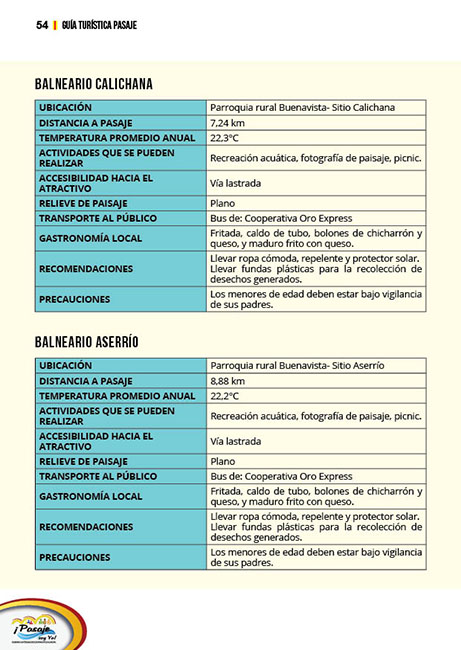 54 | GUÍA TURÍSTICA PASAJE
BALNEARIO CALICHANA
UBICACIÓN Parroquia rural Buenavista- Sitio Calichana
DISTANCIA A PASAJE 7,24 km
TEMPERATURA PROMEDIO ANUAL 22,3°C
ACTIVIDADES QUE SE PUEDEN
REALIZAR
Recreación acuática, fotografía de paisaje, picnic.
ACCESIBILIDAD HACIA EL
ATRACTIVO
Vía lastrada
RELIEVE DE PAISAJE Plano
TRANSPORTE AL PÚBLICO Bus de: Cooperativa Oro Express
GASTRONOMÍA LOCAL
Fritada, caldo de tubo, bolones de chicharrón y
queso, y maduro frito con queso.
RECOMENDACIONES
Llevar ropa cómoda, repelente y protector solar.
Llevar fundas plásticas para la recolección de
desechos generados.
PRECAUCIONES
Los menores de edad deben estar bajo vigilancia
de sus padres.
BALNEARIO ASERRÍO
UBICACIÓN Parroquia rural Buenavista- Sitio Aserrío
DISTANCIA A PASAJE 8,88 km
TEMPERATURA PROMEDIO ANUAL 22,2°C
ACTIVIDADES QUE SE PUEDEN
REALIZAR
Recreación acuática, fotografía de paisaje, picnic.
ACCESIBILIDAD HACIA EL
ATRACTIVO
Vía lastrada
RELIEVE DE PAISAJE Plano
TRANSPORTE AL PÚBLICO Bus de: Cooperativa Oro Express
GASTRONOMÍA LOCAL
Fritada, caldo de tubo, bolones de chicharrón y
queso, y maduro frito con queso.
RECOMENDACIONES
Llevar ropa cómoda, repelente y protector solar.
Llevar fundas plásticas para la recolección de
desechos generados.
PRECAUCIONES
Los menores de edad deben estar bajo vigilancia
de sus padres.
¡Pasaje
soy Yo!